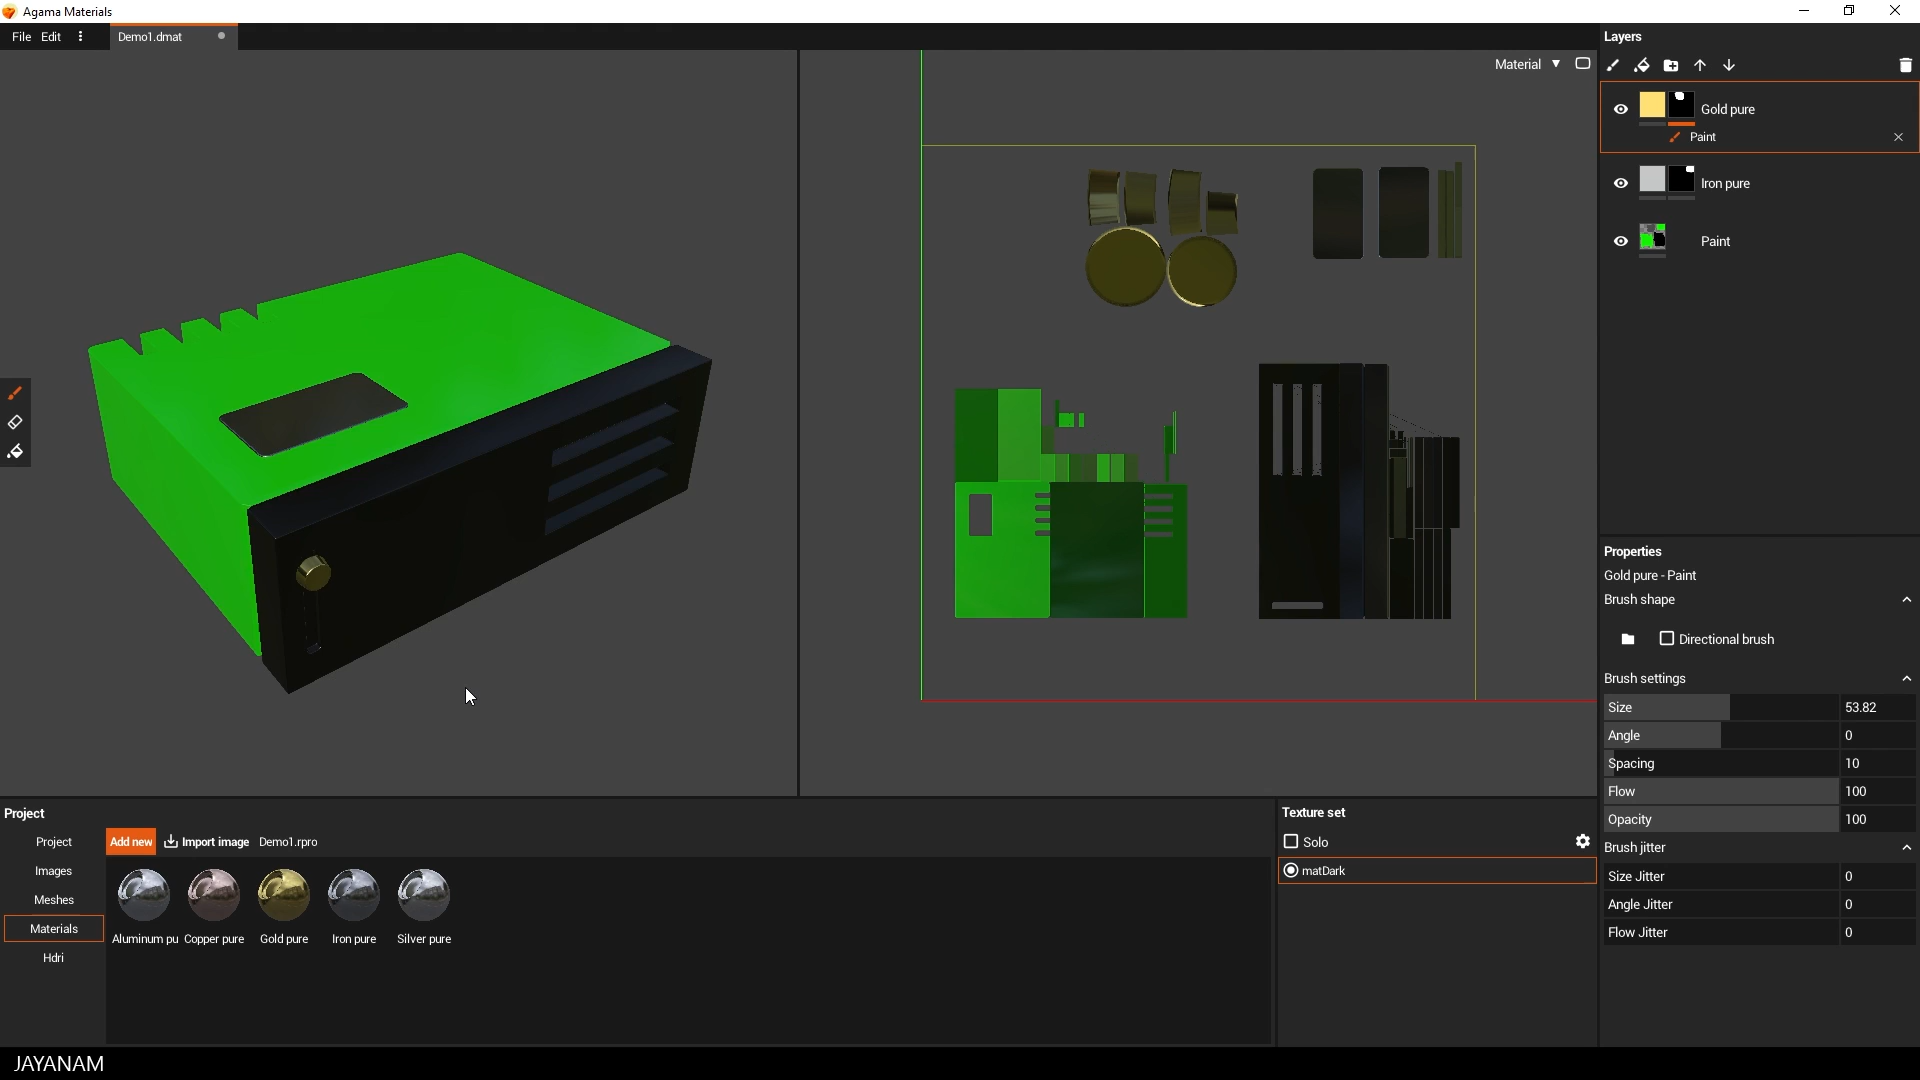 Agama Materials
File Edit
Demo1.dmat
Material
Layers
Gold pure
Paint
Iron pure
Paint
Properties
Gold pure - Paint
Brush shape
Directional brush
Brush settings
Size 53.82
Angle 0
Spacing 10
Flow 100
Opacity 100
Brush jitter
Size Jitter 0
Angle Jitter 0
Flow Jitter 0
Project
Project
Images
Meshes
Materials
Hdri
Add new Import image Demo1.rpro
Aluminum pu Copper pure Gold pure Iron pure Silver pure
Texture set
Solo
matDark
JAYANAM